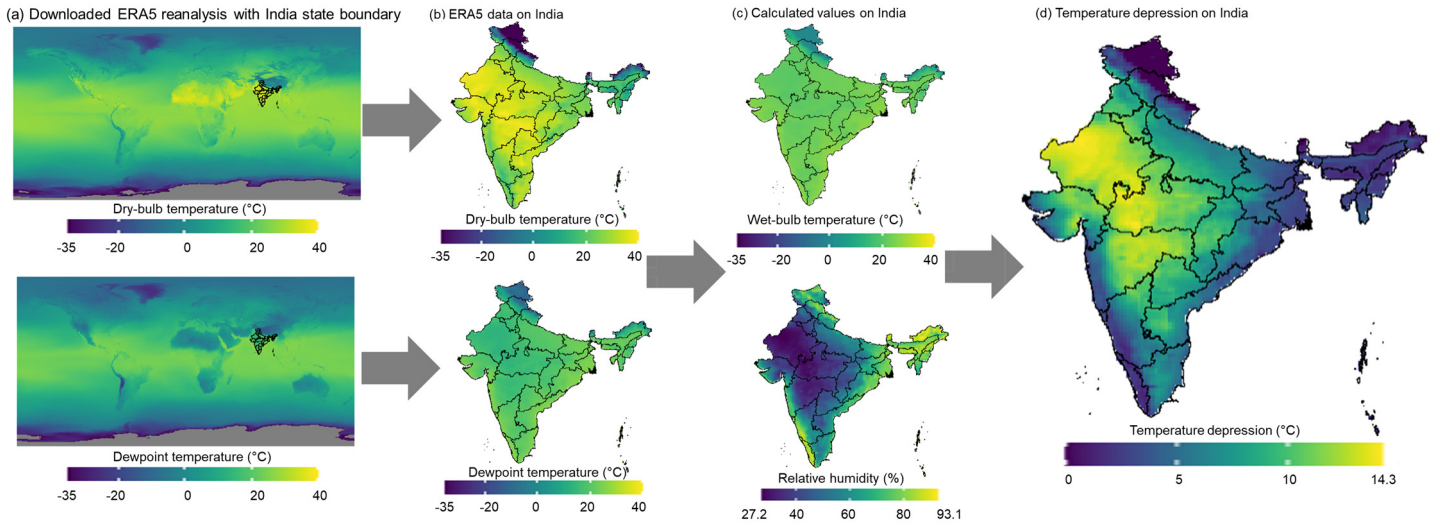 (a) Downloaded ERA5 reanalysis with India state boundary
(b) ERA5 data on India
(c) Calculated values on India
(d) Temperature depression on India
Dry-bulb temperature (°C)
-35 -20 0 20 40
Dry-bulb temperature (°C)
-35 -20 0 20 40
Wet-bulb temperature (°C)
-35 -20 0 20 40
Dewpoint temperature (°C)
-35 -20 0 20 40
Dewpoint temperature (°C)
-35 -20 0 20 40
Relative humidity (%)
27.2 40 60 80 93.1
Temperature depression (°C)
0 5 10 14.3